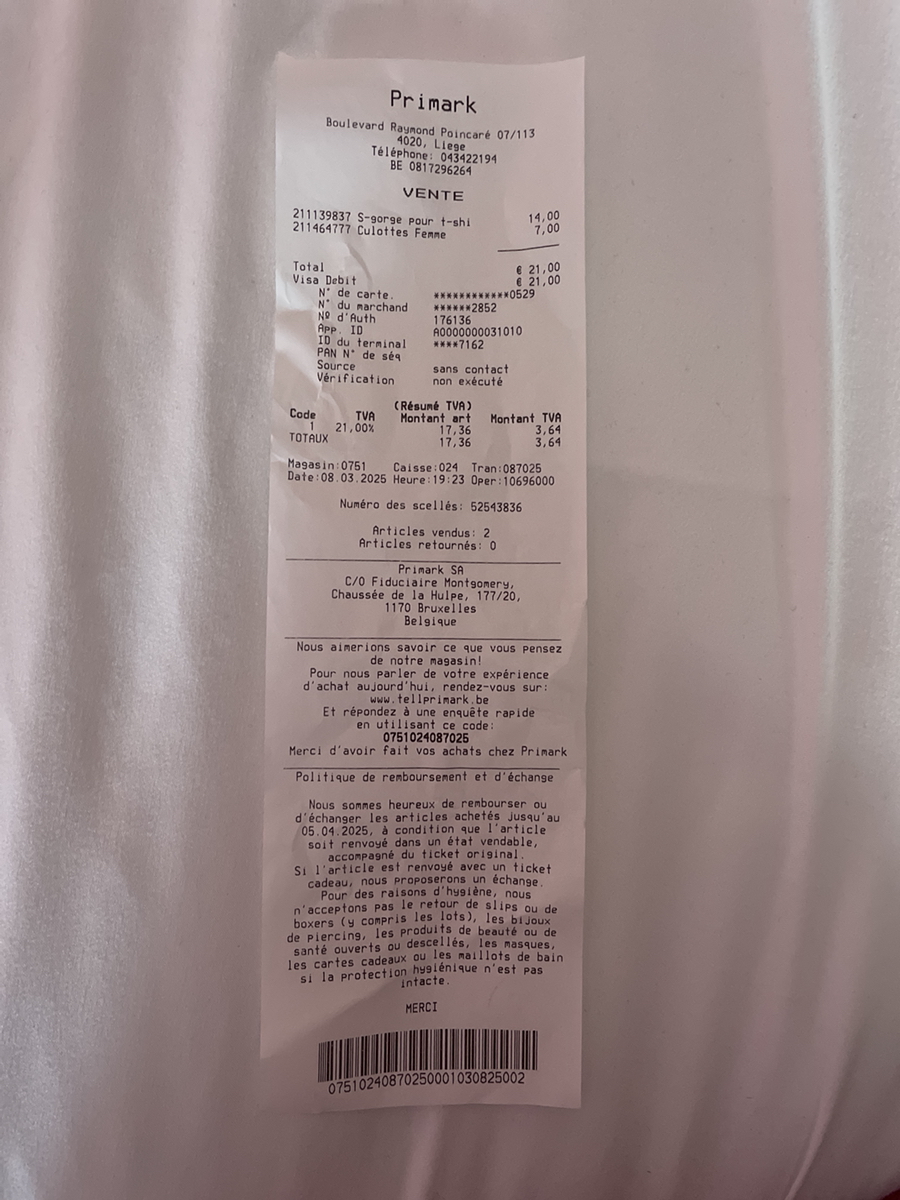 Primark
Boulevard Raymond Poincaré 07/113
4020, Liege
Téléphone: 043422194
BE 0817296264
VENTE
211139837 S-gorge pour t-shi 14,00
211464777 Culottes Femme 7,00
Total € 21,00
Visa Debit € 21,00
N° de carte. ************0529
N° du marchand ******2852
Nº d'Auth 176136
App. ID A0000000031010
ID du terminal ****7162
PAN N° de séq
Source sans contact
Vérification non exécuté
(Résumé TVA)
Code TVA Montant art Montant TVA
1 21,00% 17,36 3,64
TOTAUX 17,36 3,64
Magasin:0751 Caisse:024 Tran:087025
Date:08.03.2025 Heure:19:23 Oper:10696000
Numéro des scellés: 52543836
Articles vendus: 2
Articles retournés: 0
Primark SA
C/O Fiduciaire Montgomery,
Chaussée de la Hulpe, 177/20,
1170 Bruxelles
Belgique
Nous aimerions savoir ce que vous pensez
de notre magasin!
Pour nous parler de votre expérience
d'achat aujourd'hui, rendez-vous sur:
www.tellprimark.be
Et répondez à une enquête rapide
en utilisant ce code:
0751024087025
Merci d'avoir fait vos achats chez Primark
Politique de remboursement et d'échange
Nous sommes heureux de rembourser ou
d'échanger les articles achetés jusqu'au
05.04.2025, à condition que l'article
soit renvoyé dans un état vendable,
accompagné du ticket original.
Si l'article est renvoyé avec un ticket
cadeau, nous proposerons un échange.
Pour des raisons d'hygiène, nous
n'acceptons pas le retour de slips ou de
boxers (y compris les lots), les bijoux
de piercing, les produits de beauté ou de
santé ouverts ou descellés, les masques,
les cartes cadeaux ou les maillots de bain
si la protection hygiénique n'est pas
intacte.
MERCI
07510240870250001030825002